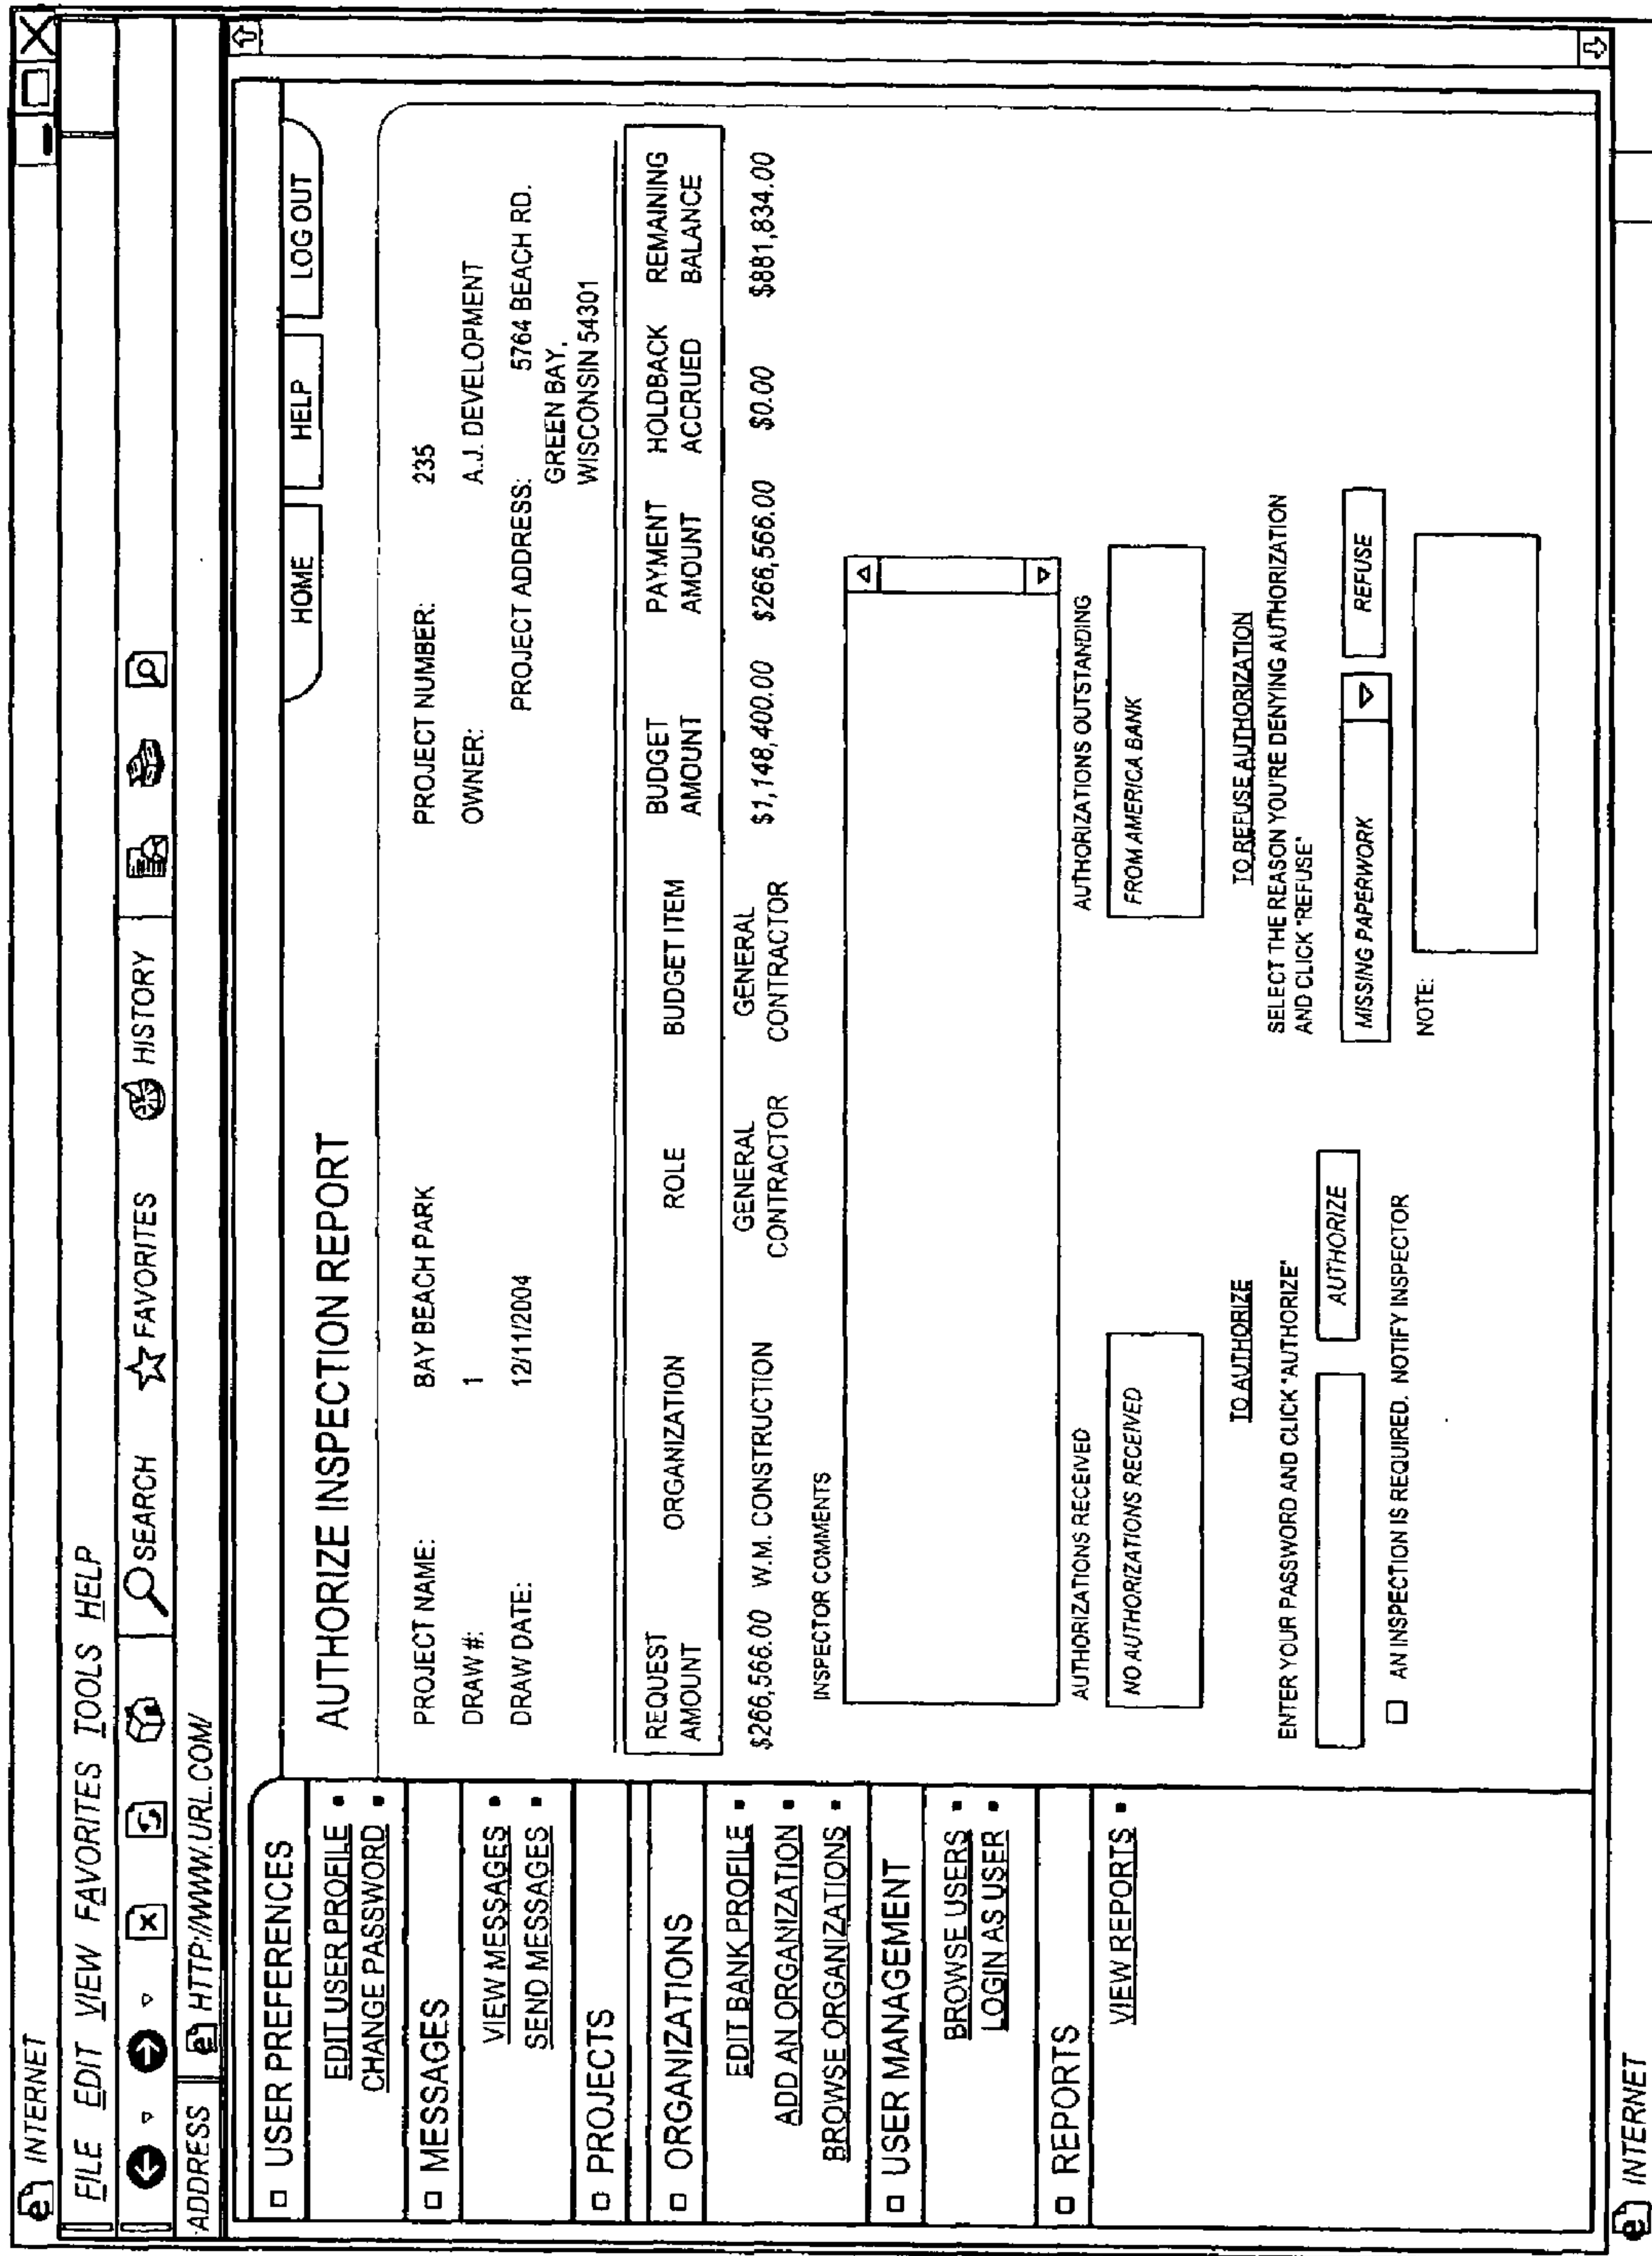 INTERNET
FILE EDIT VIEW FAVORITES TOOLS HELP
SEARCH FAVORITES HISTORY
ADDRESS HTTP://WWW.URL.COM/
HOME HELP LOG OUT
USER PREFERENCES
EDIT USER PROFILE
CHANGE PASSWORD
MESSAGES
VIEW MESSAGES
SEND MESSAGES
PROJECTS
ORGANIZATIONS
EDIT BANK PROFILE
ADD AN ORGANIZATION
BROWSE ORGANIZATIONS
USER MANAGEMENT
BROWSE USERS
LOGIN AS USER
REPORTS
VIEW REPORTS
AUTHORIZE INSPECTION REPORT
PROJECT NAME: BAY BEACH PARK PROJECT NUMBER: 235
DRAW #: 1 OWNER: A.J. DEVELOPMENT
DRAW DATE: 12/11/2004 PROJECT ADDRESS: 5764 BEACH RD.
GREEN BAY,
WISCONSIN 54301
REQUEST AMOUNT ORGANIZATION ROLE BUDGET ITEM BUDGET AMOUNT PAYMENT AMOUNT HOLDBACK ACCRUED REMAINING BALANCE
$266,566.00 W.M. CONSTRUCTION GENERAL CONTRACTOR GENERAL CONTRACTOR $1,148,400.00 $266,566.00 $0.00 $881,834.00
INSPECTOR COMMENTS
AUTHORIZATIONS RECEIVED AUTHORIZATIONS OUTSTANDING
NO AUTHORIZATIONS RECEIVED FROM AMERICA BANK
TO AUTHORIZE
ENTER YOUR PASSWORD AND CLICK "AUTHORIZE"
AUTHORIZE
AN INSPECTION IS REQUIRED. NOTIFY INSPECTOR
TO REFUSE AUTHORIZATION
SELECT THE REASON YOU'RE DENYING AUTHORIZATION
AND CLICK "REFUSE"
MISSING PAPERWORK REFUSE
NOTE:
INTERNET